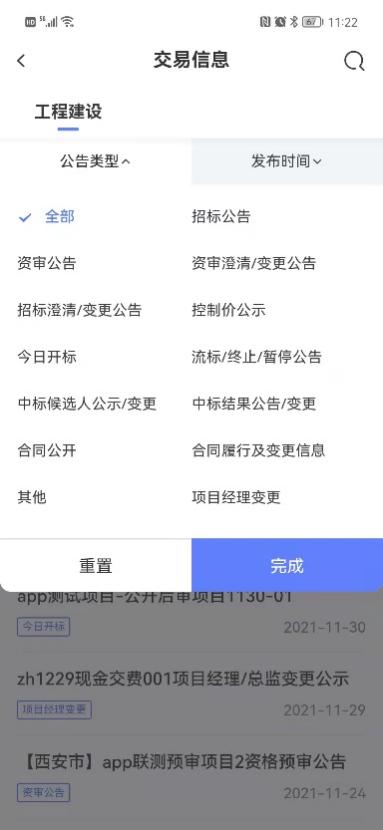 HD 5G 67 11:22
交易信息
工程建设
公告类型 发布时间
全部 招标公告
资审公告 资审澄清/变更公告
招标澄清/变更公告 控制价公示
今日开标 流标/终止/暂停公告
中标候选人公示/变更 中标结果公告/变更
合同公开 合同履行及变更信息
其他 项目经理变更
重置 完成
app测试项目-公开后审项目1130-01
今日开标 2021-11-30
zh1229现金交费001项目经理/总监变更公示
项目经理变更 2021-11-29
【西安市】app联测预审项目2资格预审公告
资审公告 2021-11-24